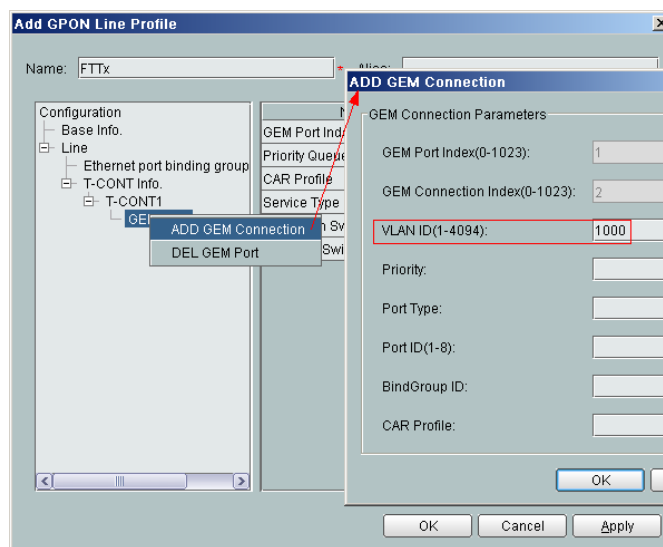 Add GPON Line Profile
Name: FTTx * Alias:
Configuration
Base Info.
Line
Ethernet port binding group
T-CONT Info.
T-CONT1
GEM Port Inde
Priority Queue
CAR Profile
Service Type
ADD GEM Connection
DEL GEM Port
ADD GEM Connection
GEM Connection Parameters
GEM Port Index(0-1023): 1
GEM Connection Index(0-1023): 2
VLAN ID(1-4094): 1000
Priority:
Port Type:
Port ID(1-8):
BindGroup ID:
CAR Profile:
OK
OK Cancel Apply